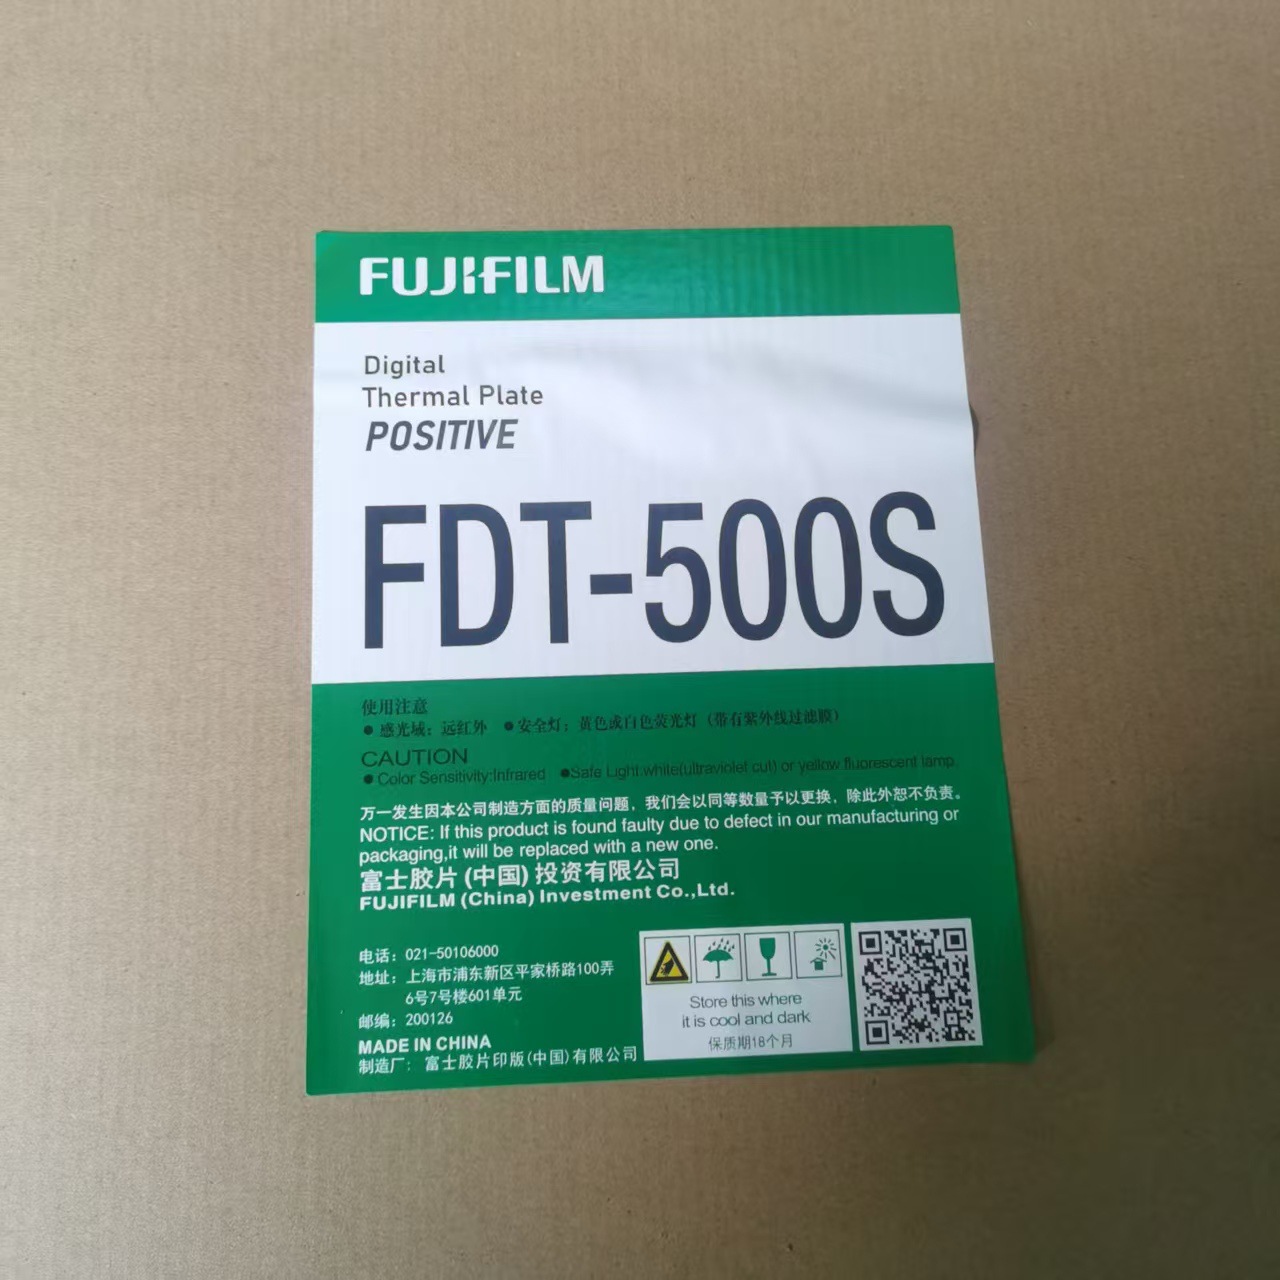 FUJIFILM
Digital
Thermal Plate
POSITIVE
FDT-500S
使用注意
● 感光域：远红外 ● 安全灯：黄色或白色荧光灯（带有紫外线过滤膜）
CAUTION
● Color Sensitivity:Infrared ●Safe Light:white(ultraviolet cut) or yellow fluorescent lamp.
万一发生因本公司制造方面的质量问题，我们会以同等数量予以更换，除此外恕不负责。
NOTICE: If this product is found faulty due to defect in our manufacturing or
packaging,it will be replaced with a new one.
富士胶片(中国)投资有限公司
FUJIFILM (China) Investment Co.,Ltd.
电话：021-50106000
地址：上海市浦东新区平家桥路100弄
6号7号楼601单元
邮编：200126
MADE IN CHINA
制造厂：富士胶片印版(中国)有限公司
Store this where
it is cool and dark
保质期18个月